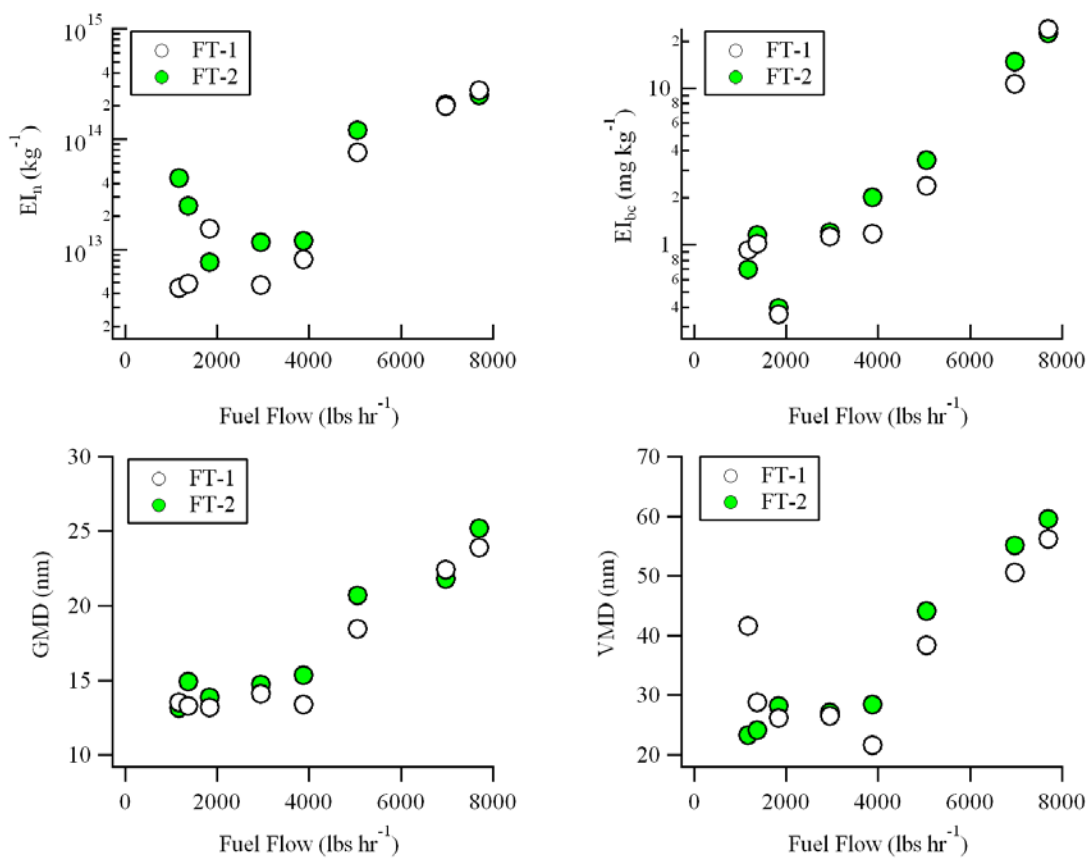 10^15
4
2
10^14
4
2
10^13
4
2
EI_n (kg^-1)
FT-1
FT-2
0 2000 4000 6000 8000
Fuel Flow (lbs hr^-1)
2
10
8
6
4
2
1
8
6
4
EI_bc (mg kg^-1)
FT-1
FT-2
0 2000 4000 6000 8000
Fuel Flow (lbs hr^-1)
30
25
20
15
10
GMD (nm)
FT-1
FT-2
0 2000 4000 6000 8000
Fuel Flow (lbs hr^-1)
70
60
50
40
30
20
VMD (nm)
FT-1
FT-2
0 2000 4000 6000 8000
Fuel Flow (lbs hr^-1)